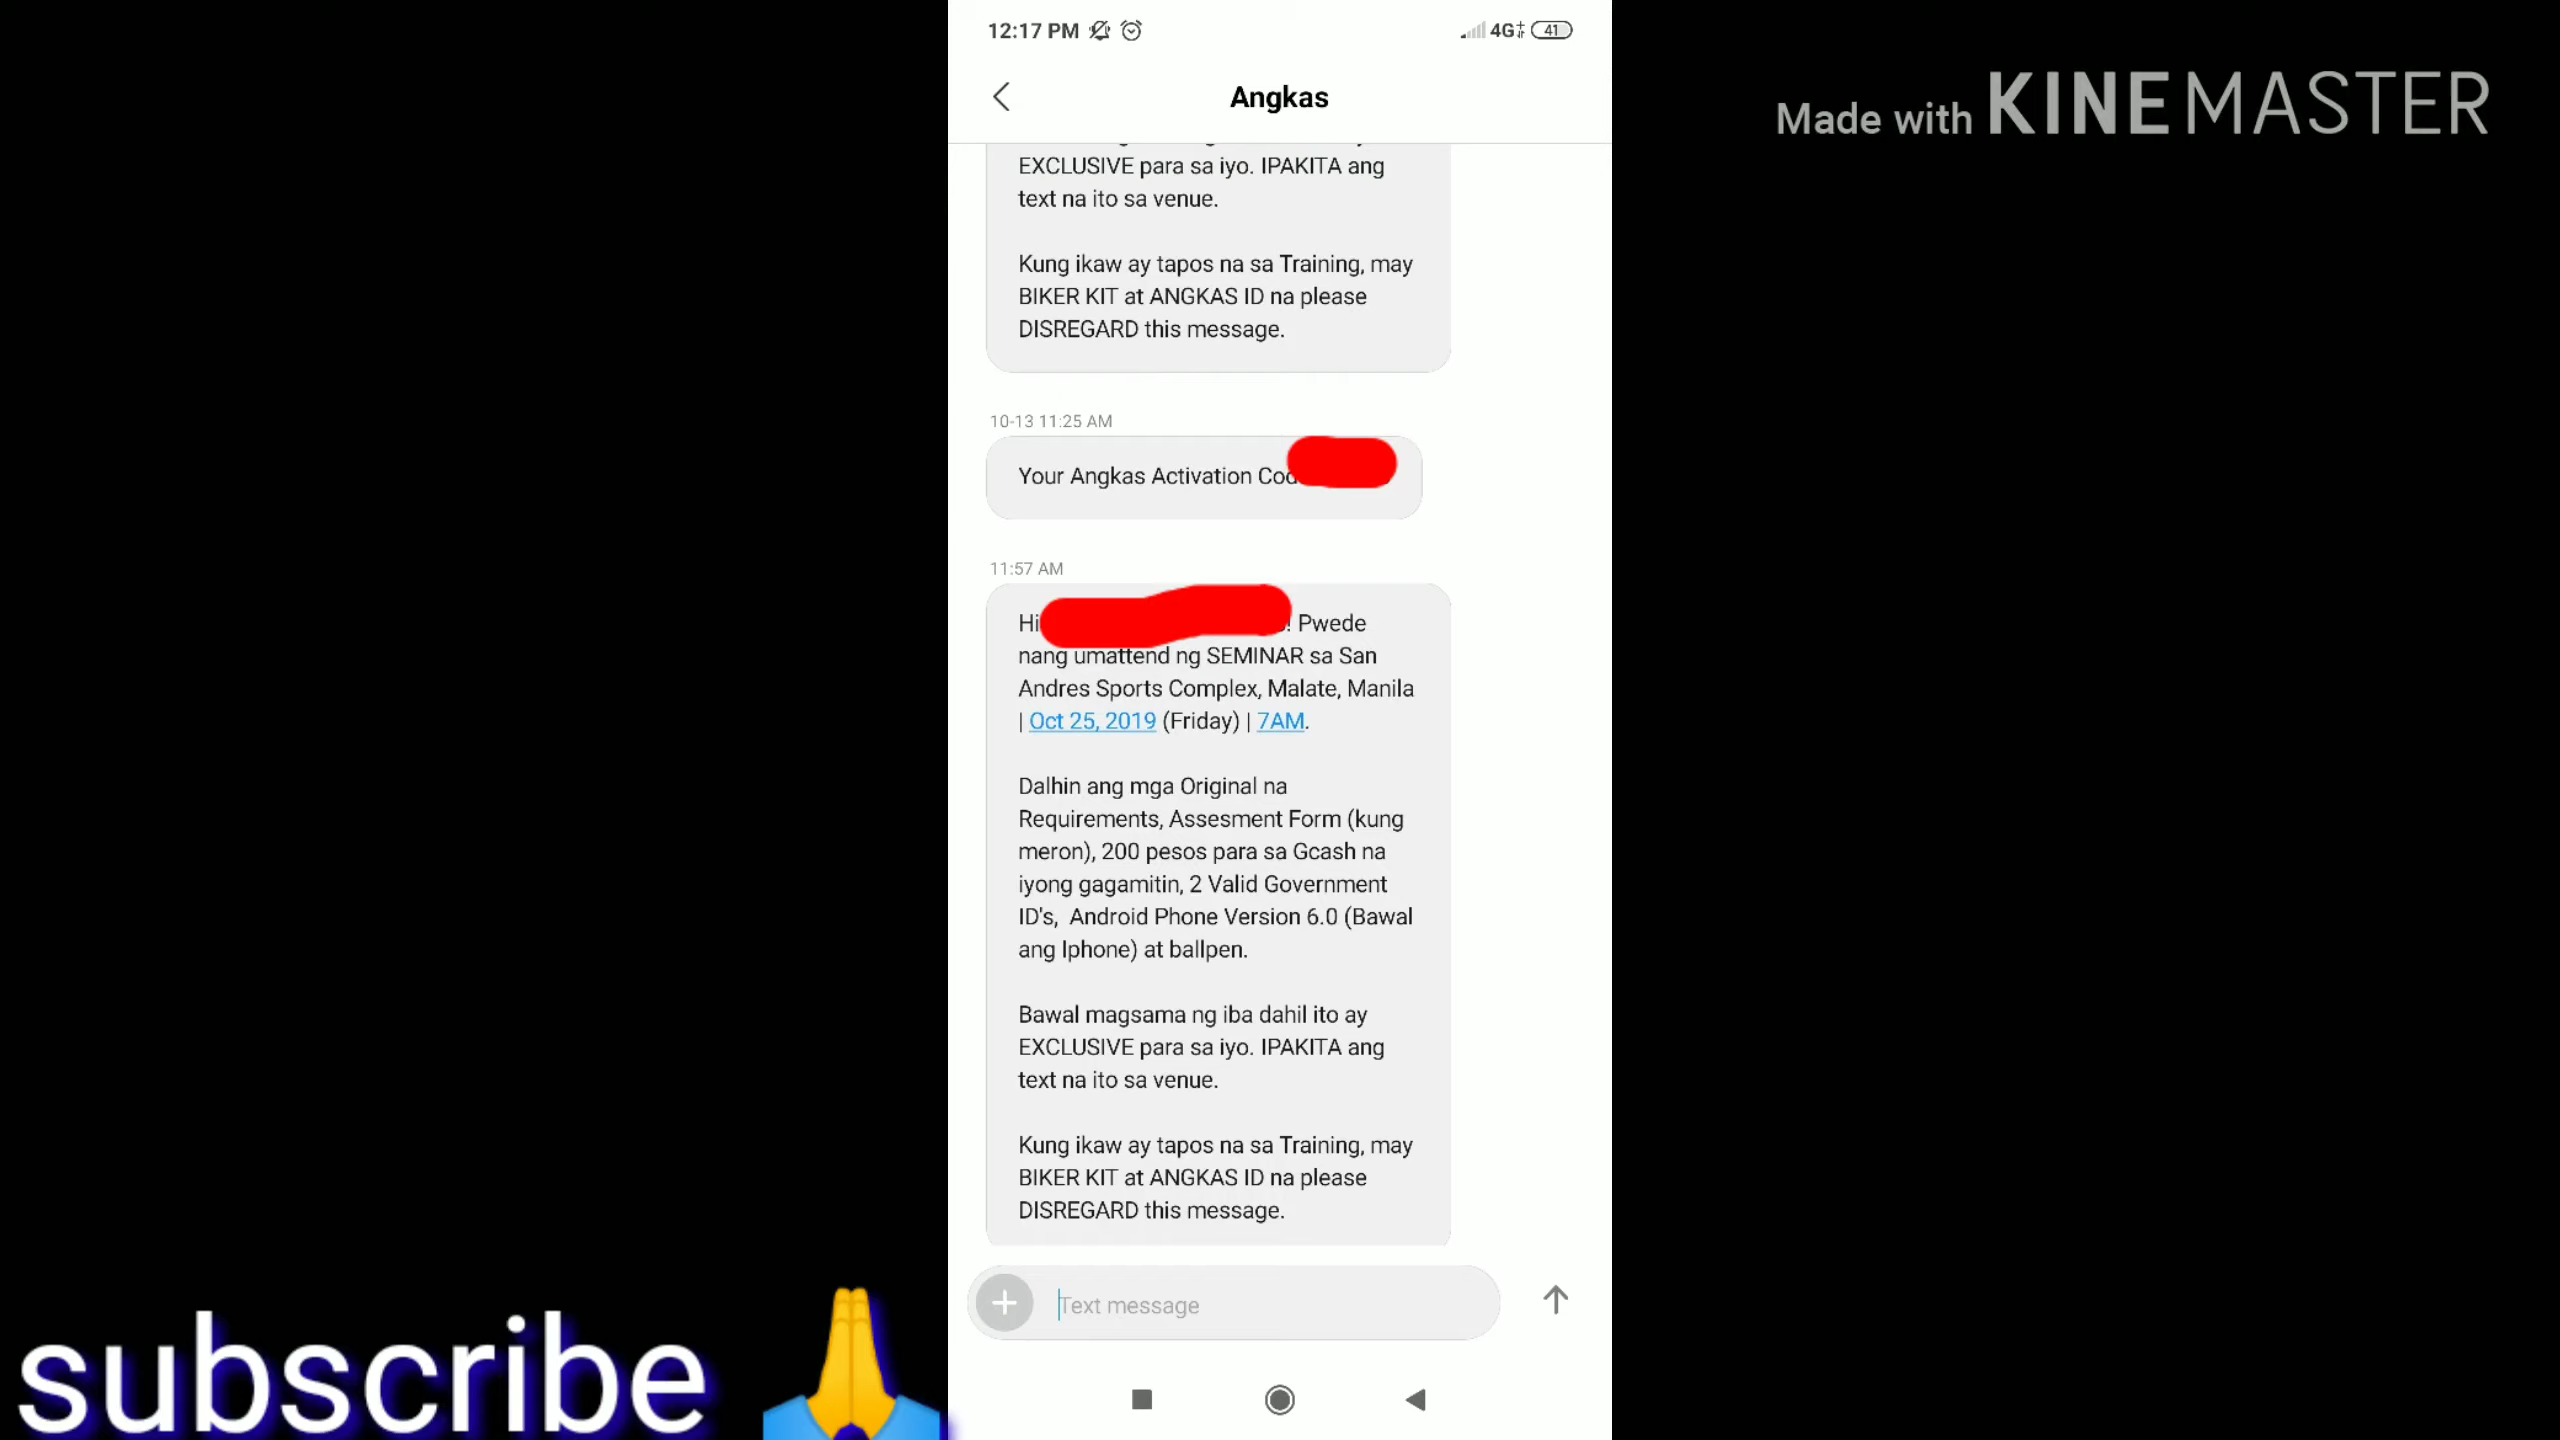 12:17 PM
4G+
41
Made with KINEMASTER
Angkas
EXCLUSIVE para sa iyo. IPAKITA ang
text na ito sa venue.
Kung ikaw ay tapos na sa Training, may
BIKER KIT at ANGKAS ID na please
DISREGARD this message.
10-13 11:25 AM
Your Angkas Activation
11:57 AM
Hi ! Pwede
nang umattend ng SEMINAR sa San
Andres Sports Complex, Malate, Manila
| Oct 25, 2019 (Friday) | 7AM.
Dalhin ang mga Original na
Requirements, Assesment Form (kung
meron), 200 pesos para sa Gcash na
iyong gagamitin, 2 Valid Government
ID's, Android Phone Version 6.0 (Bawal
ang Iphone) at ballpen.
Bawal magsama ng iba dahil ito ay
EXCLUSIVE para sa iyo. IPAKITA ang
text na ito sa venue.
Kung ikaw ay tapos na sa Training, may
BIKER KIT at ANGKAS ID na please
DISREGARD this message.
Text message
subscribe